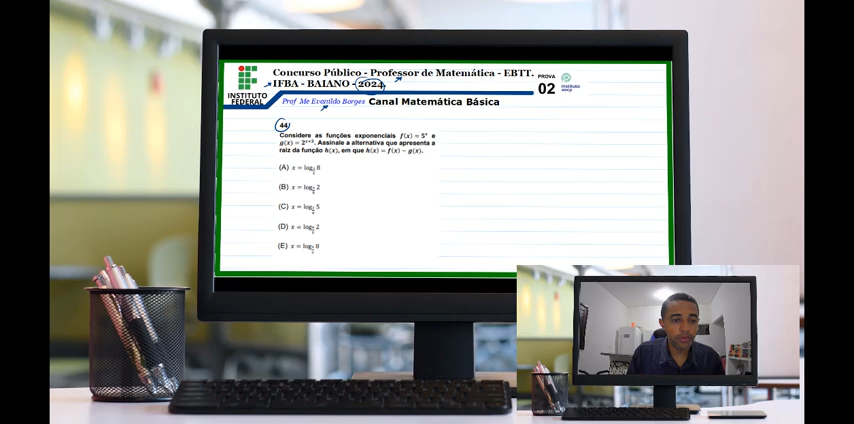 Concurso Público - Professor de Matemática - EBTT.
IFBA - BAIANO - 2024
PROVA
02
INSTITUTO
FEDERAL
Prof Me Evanildo Borges Canal Matemática Básica
44
Considere as funções exponenciais f(x) = 5ˣ e
g(x) = 2ˣ⁺³. Assinale a alternativa que apresenta a
raiz da função h(x), em que h(x) = f(x) − g(x).
(A) x = log 8
(B) x = log 2
(C) x = log 5
(D) x = log 2
(E) x = log 8